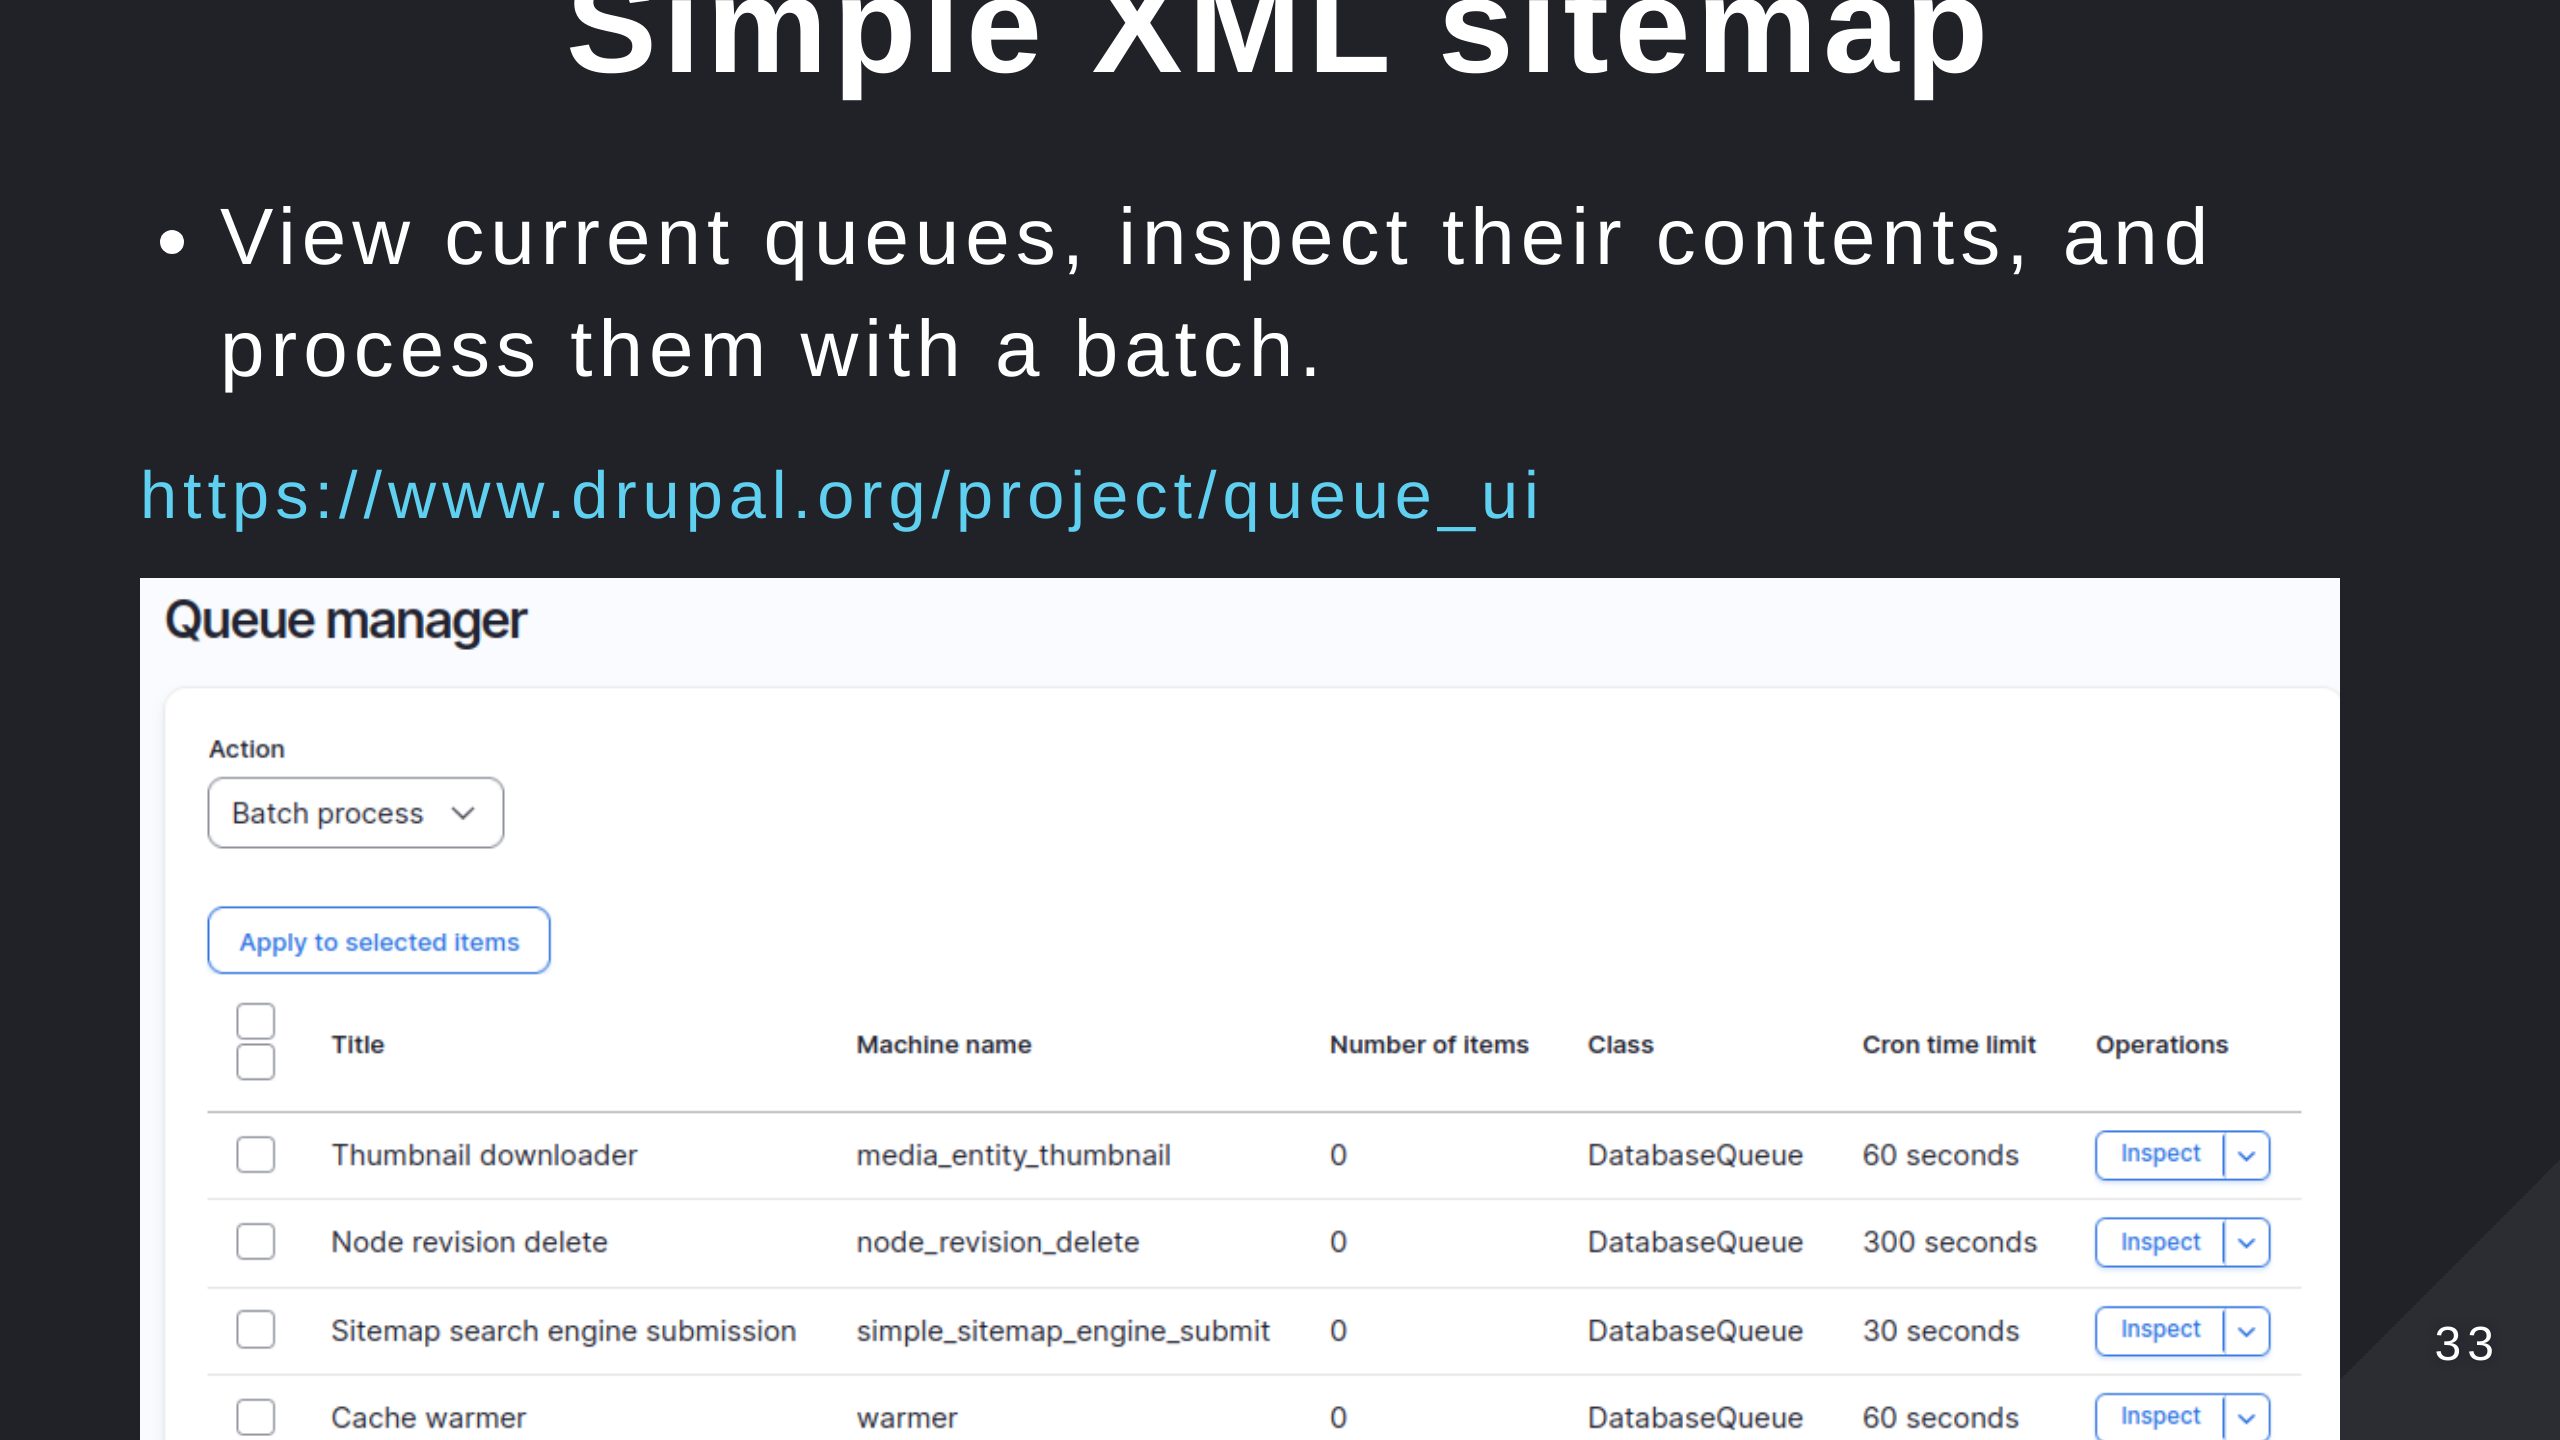 Simple XML sitemap
• View current queues, inspect their contents, and
process them with a batch.
https://www.drupal.org/project/queue_ui
Queue manager
Action
Batch process
Apply to selected items
Title Machine name Number of items Class Cron time limit Operations
Thumbnail downloader media_entity_thumbnail 0 DatabaseQueue 60 seconds Inspect
Node revision delete node_revision_delete 0 DatabaseQueue 300 seconds Inspect
Sitemap search engine submission simple_sitemap_engine_submit 0 DatabaseQueue 30 seconds Inspect
Cache warmer warmer 0 DatabaseQueue 60 seconds Inspect
33